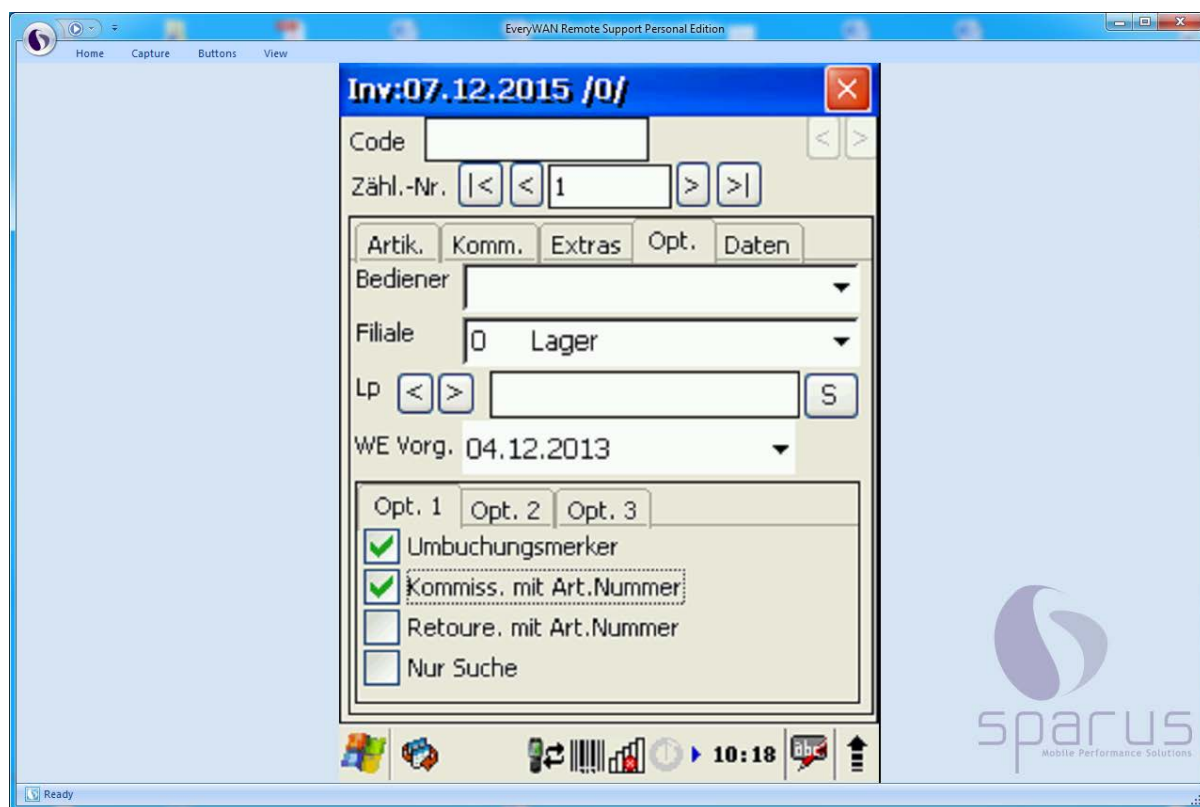 EveryWAN Remote Support Personal Edition
Home Capture Buttons View
Inv:07.12.2015 /0/
Code < >
Zähl.-Nr. |< < 1 > >|
Artik. Komm. Extras Opt. Daten
Bediener
Filiale 0 Lager
Lp < > S
WE Vorg. 04.12.2013
Opt. 1 Opt. 2 Opt. 3
Umbuchungsmerker
Kommiss. mit Art.Nummer
Retoure. mit Art.Nummer
Nur Suche
10:18 abc
sparus
Mobile Performance Solutions
Ready